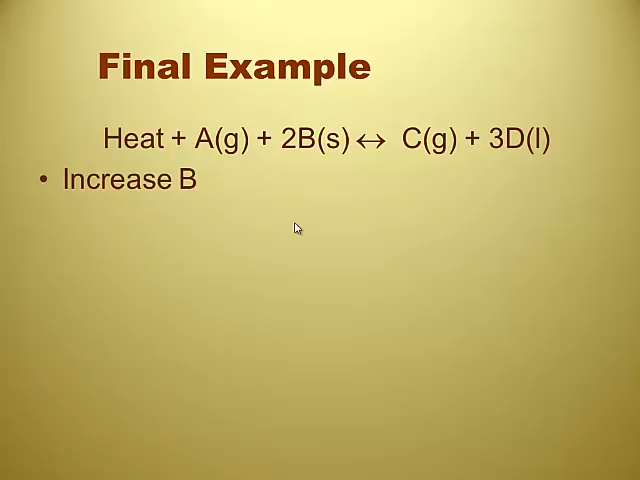 Final Example
Heat + A(g) + 2B(s) ↔ C(g) + 3D(l)
• Increase B